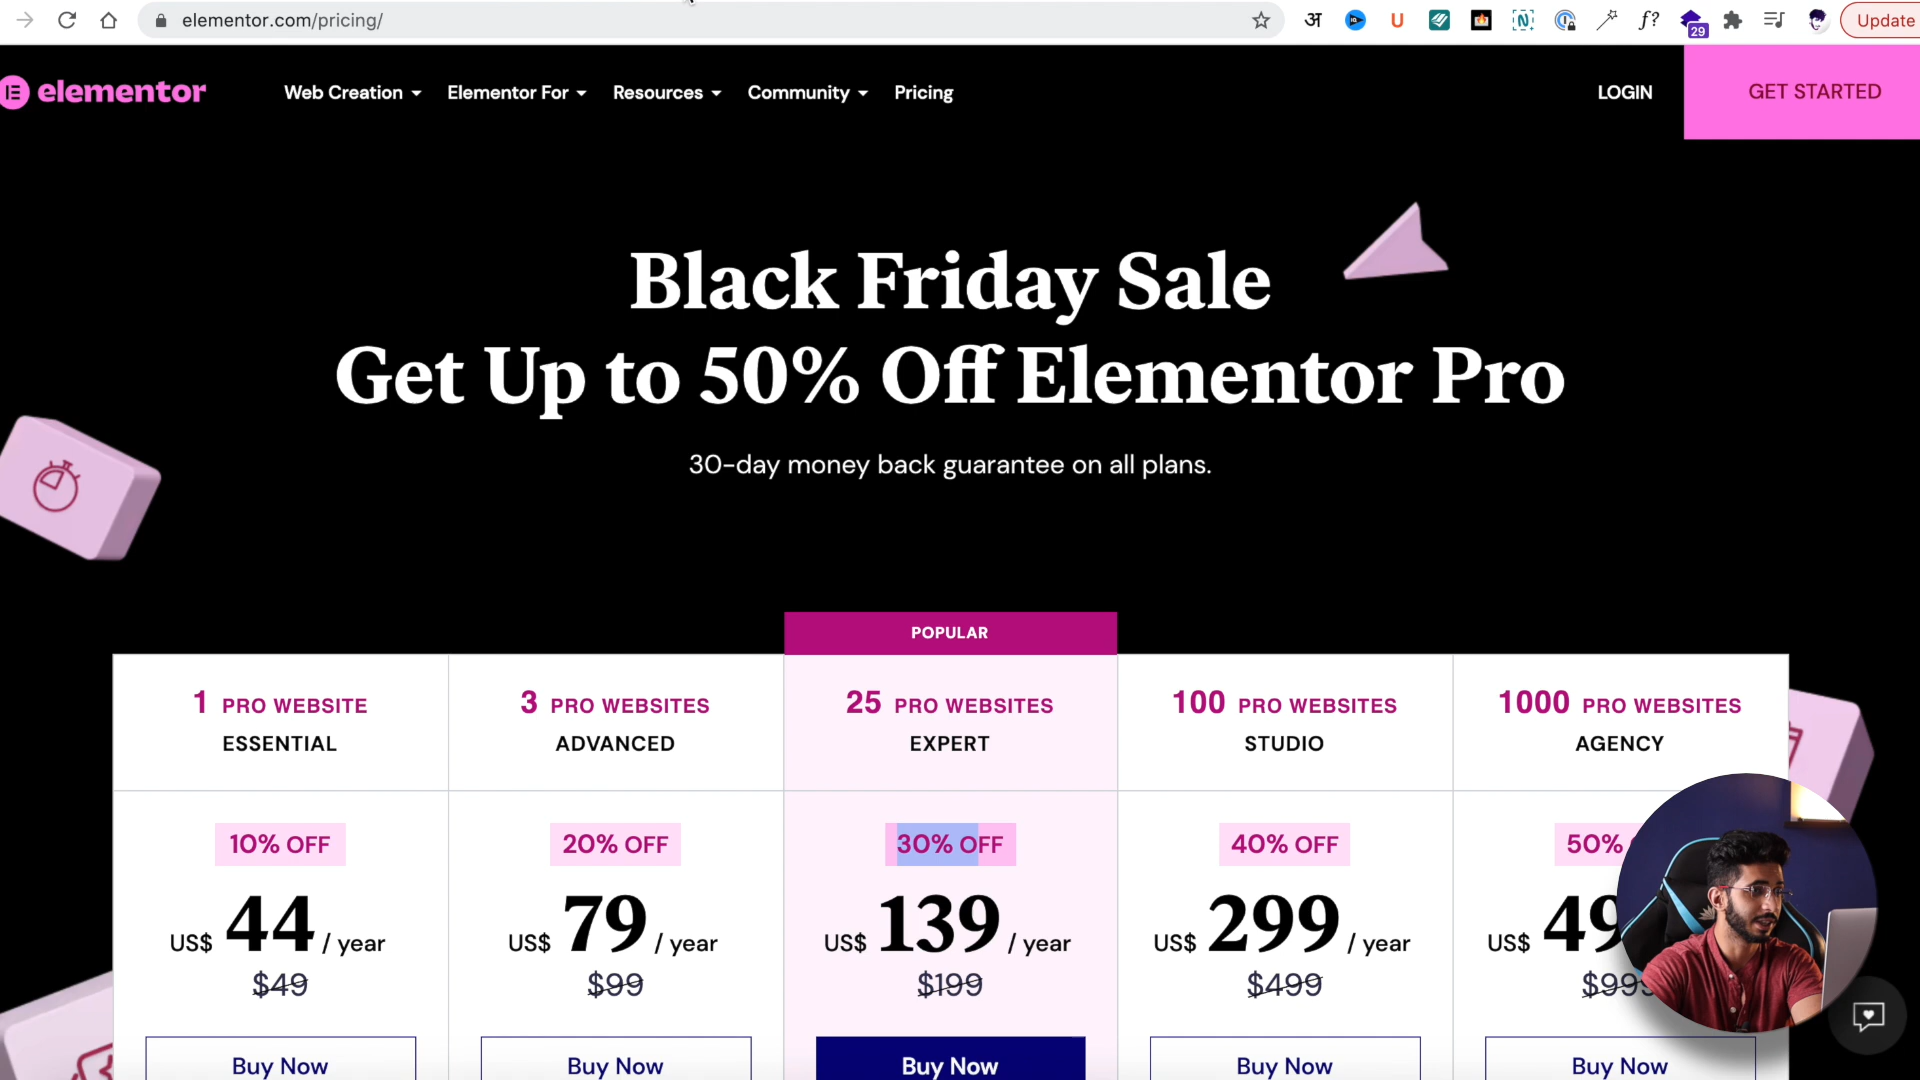 elementor.com/pricing/
अ
U
N
f?
29
Update
elementor
Web Creation
Elementor For
Resources
Community
Pricing
LOGIN
GET STARTED
Black Friday Sale
Get Up to 50% Off Elementor Pro
30-day money back guarantee on all plans.
POPULAR
1 PRO WEBSITE
ESSENTIAL
3 PRO WEBSITES
ADVANCED
25 PRO WEBSITES
EXPERT
100 PRO WEBSITES
STUDIO
1000 PRO WEBSITES
AGENCY
10% OFF
20% OFF
30% OFF
40% OFF
50%
US$ 44 / year
US$ 79 / year
US$ 139 / year
US$ 299 / year
US$ 49
$49
$99
$199
$499
$999
Buy Now
Buy Now
Buy Now
Buy Now
Buy Now